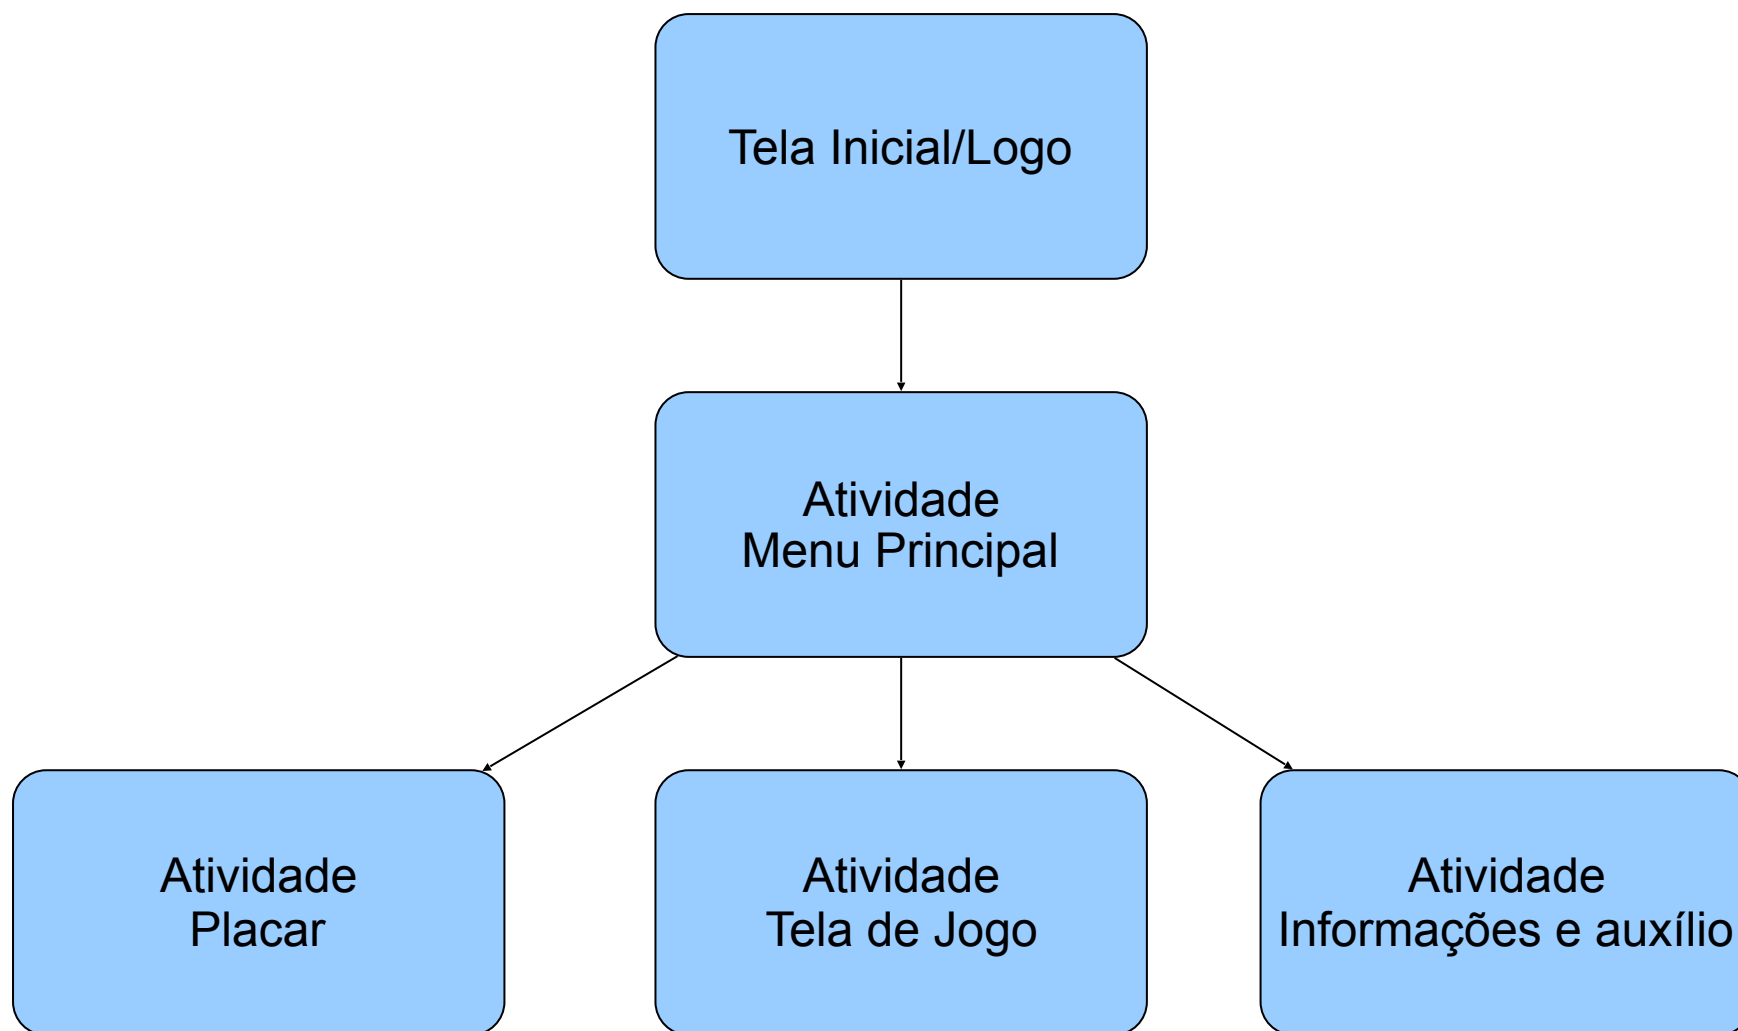 Tela Inicial/Logo
Atividade
Menu Principal
Atividade
Placar
Atividade
Tela de Jogo
Atividade
Informações e auxílio